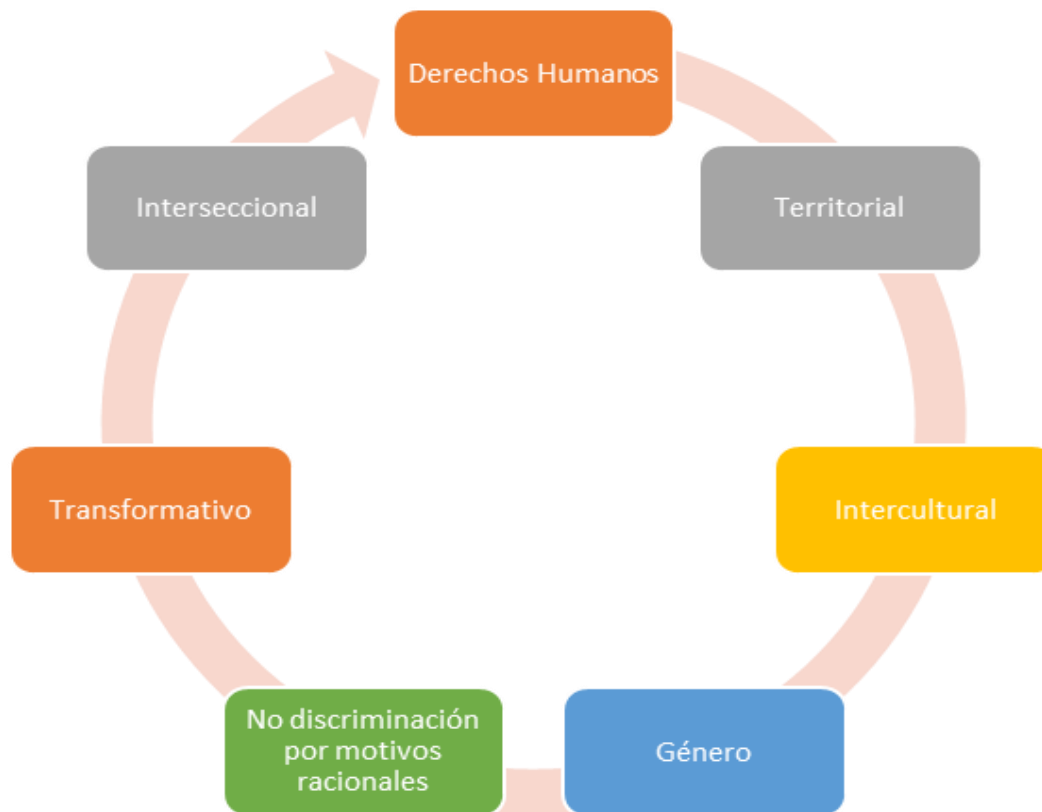 Derechos Humanos
Territorial
Intercultural
Género
No discriminación
por motivos
racionales
Transformativo
Interseccional